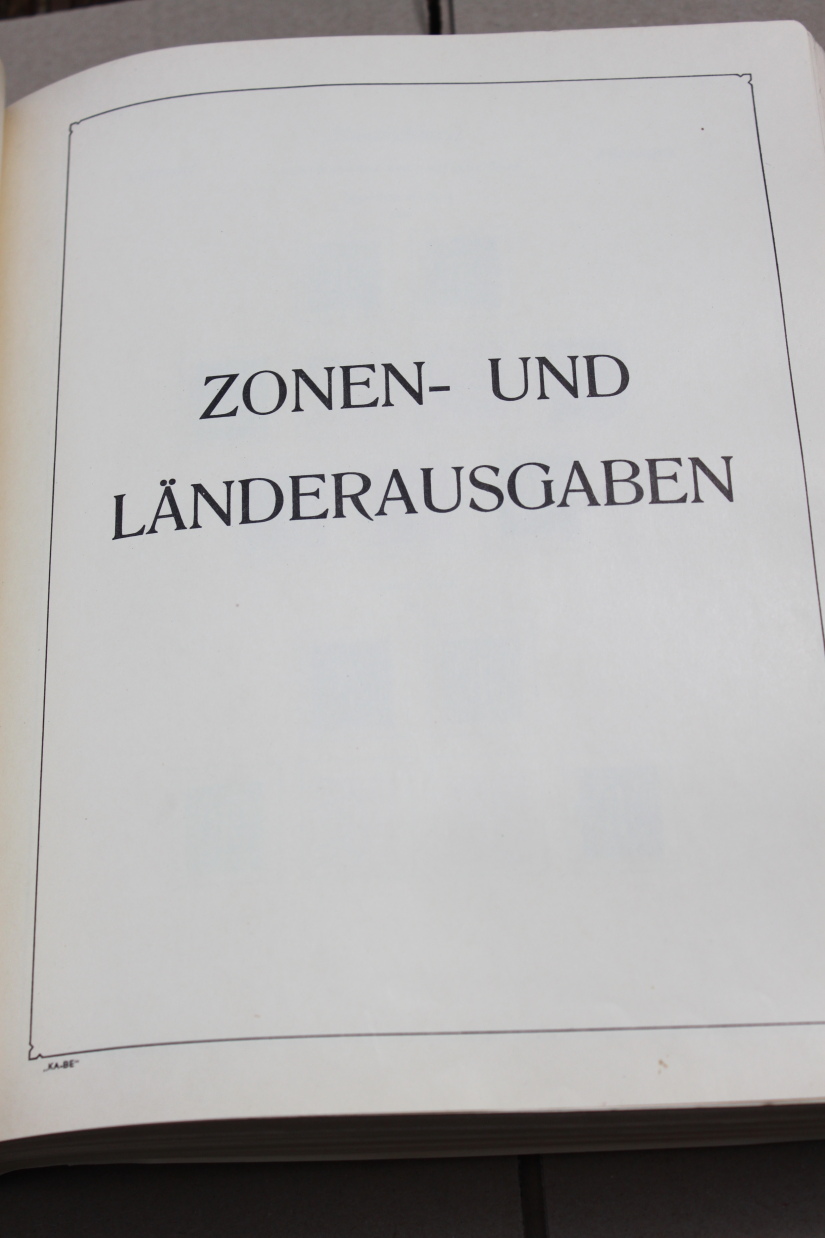 ZONEN- UND
LÄNDERAUSGABEN
„KA-BE“